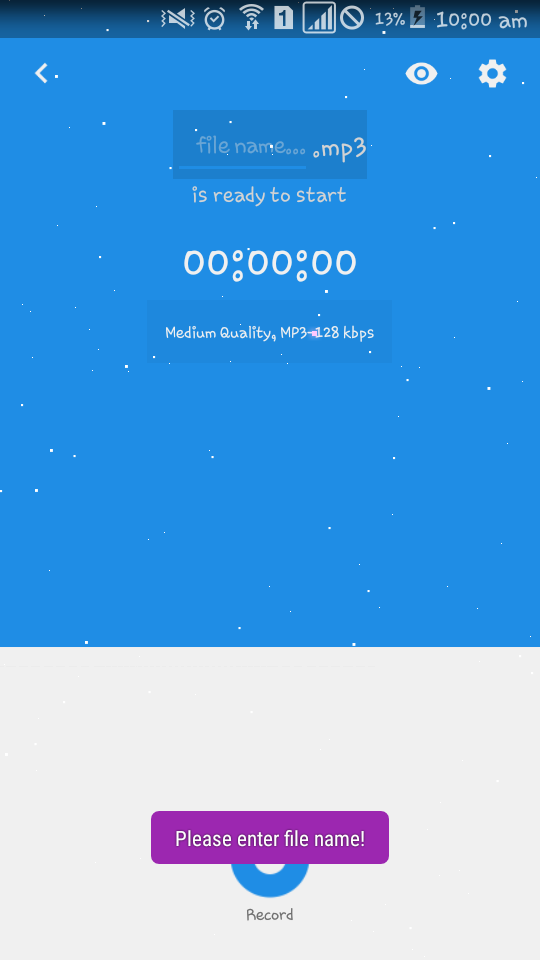 1 13% 10:00 am
file name... .mp3
is ready to start
00:00:00
Medium Quality, MP3-128 kbps
Please enter file name!
Record